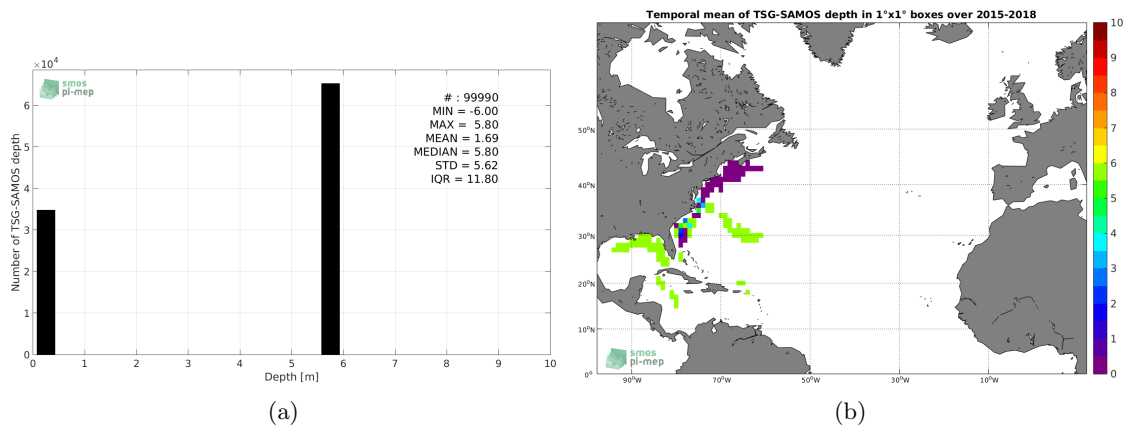 ×10⁴
smos
pi-mep
# : 99990
MIN = -6.00
MAX = 5.80
MEAN = 1.69
MEDIAN = 5.80
STD = 5.62
IQR = 11.80
Number of TSG-SAMOS depth
6
5
4
3
2
1
0
0 1 2 3 4 5 6 7 8 9 10
Depth [m]
(a)
Temporal mean of TSG-SAMOS depth in 1°x1° boxes over 2015-2018
50°N
40°N
30°N
20°N
10°N
0°
90°W 70°W 50°W 30°W 10°W
smos
pi-mep
10
9
8
7
6
5
4
3
2
1
0
(b)